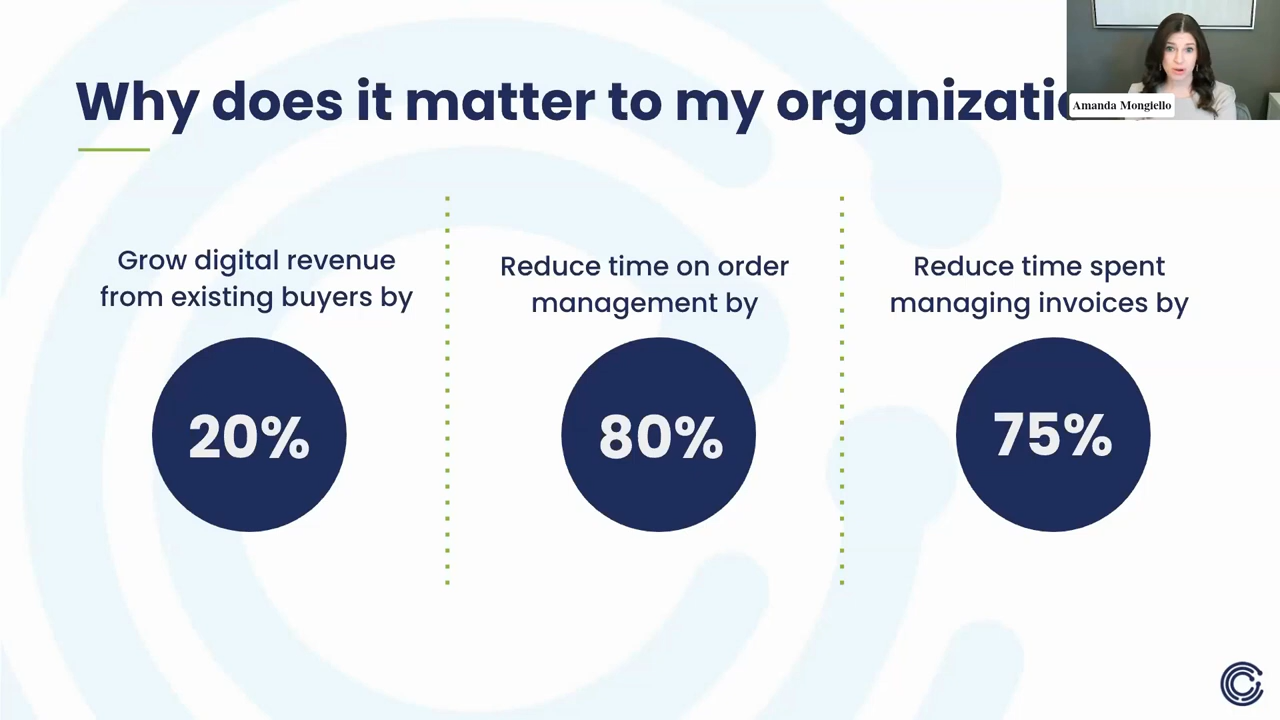 Why does it matter to my organizatio
Amanda Mongiello
Grow digital revenue
from existing buyers by
20%
Reduce time on order
management by
80%
Reduce time spent
managing invoices by
75%